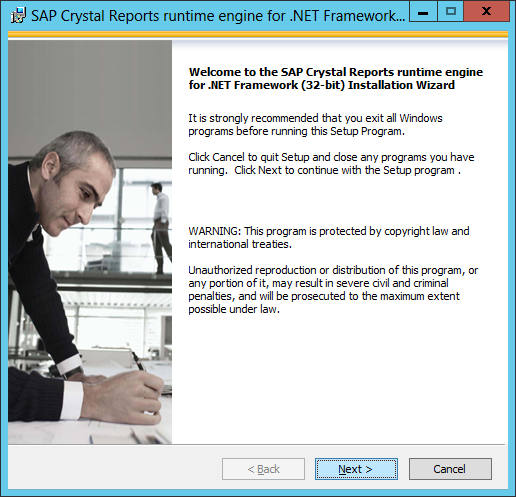 SAP Crystal Reports runtime engine for .NET Framework...
Welcome to the SAP Crystal Reports runtime engine
for .NET Framework (32-bit) Installation Wizard
It is strongly recommended that you exit all Windows
programs before running this Setup Program.
Click Cancel to quit Setup and close any programs you have
running.  Click Next to continue with the Setup program .
WARNING: This program is protected by copyright law and
international treaties.
Unauthorized reproduction or distribution of this program, or
any portion of it, may result in severe civil and criminal
penalties, and will be prosecuted to the maximum extent
possible under law.
< Back
Next >
Cancel